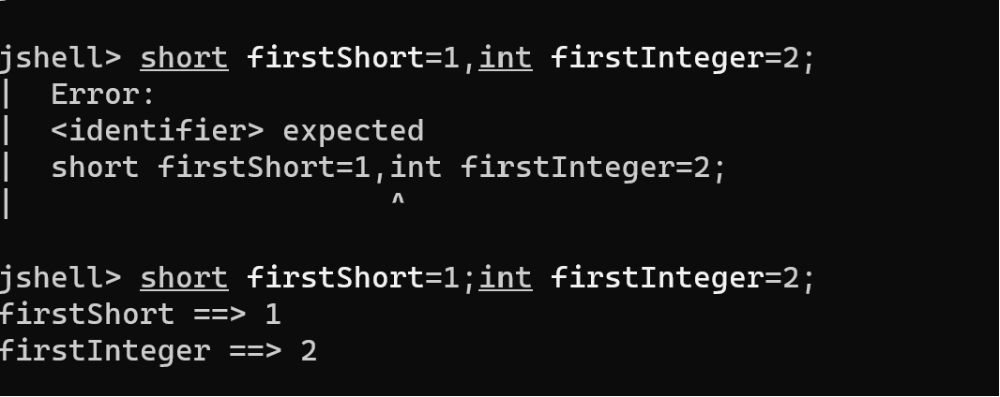 jshell> short firstShort=1,int firstInteger=2;
|  Error:
|  <identifier> expected
|  short firstShort=1,int firstInteger=2;
|                     ^
jshell> short firstShort=1;int firstInteger=2;
firstShort ==> 1
firstInteger ==> 2